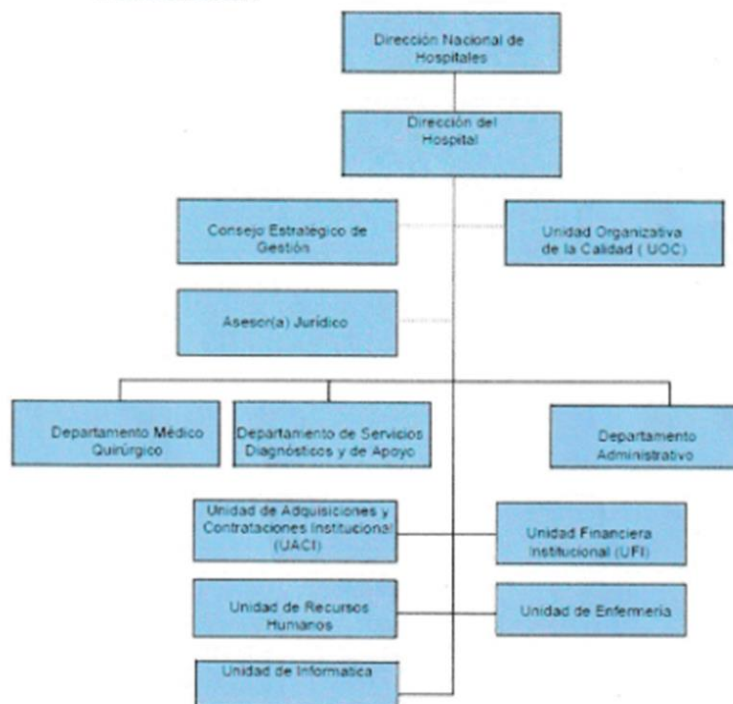 Dirección Nacional de
Hospitales
Dirección del
Hospital
Consejo Estratégico de
Gestión
Unidad Organizativa
de la Calidad ( UOC)
Asesor(a) Jurídico
Departamento Médico
Quirúrgico
Departamento de Servicios
Diagnósticos y de Apoyo
Departamento
Administrativo
Unidad de Adquisiciones y
Contrataciones Institucional
(UACI)
Unidad Financiera
Institucional (UFI)
Unidad de Recursos
Humanos
Unidad de Enfermería
Unidad de Informatica